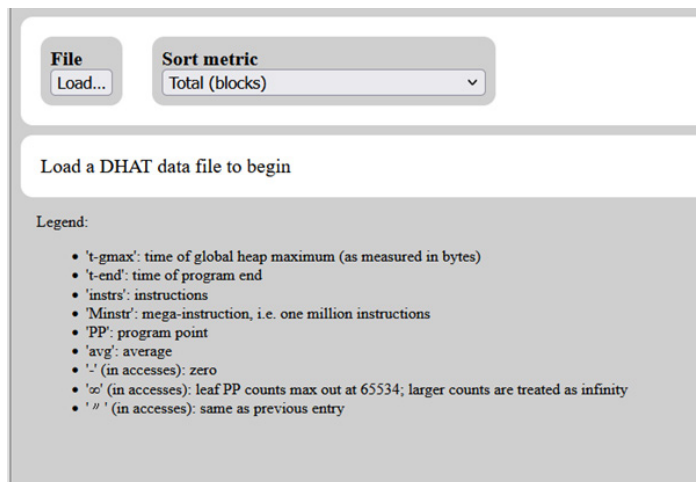 File
Load...
Sort metric
Total (blocks)
Load a DHAT data file to begin
Legend:
• 't-gmax': time of global heap maximum (as measured in bytes)
• 't-end': time of program end
• 'instrs': instructions
• 'Minstr': mega-instruction, i.e. one million instructions
• 'PP': program point
• 'avg': average
• '-' (in accesses): zero
• '∞' (in accesses): leaf PP counts max out at 65534; larger counts are treated as infinity
• '〃' (in accesses): same as previous entry